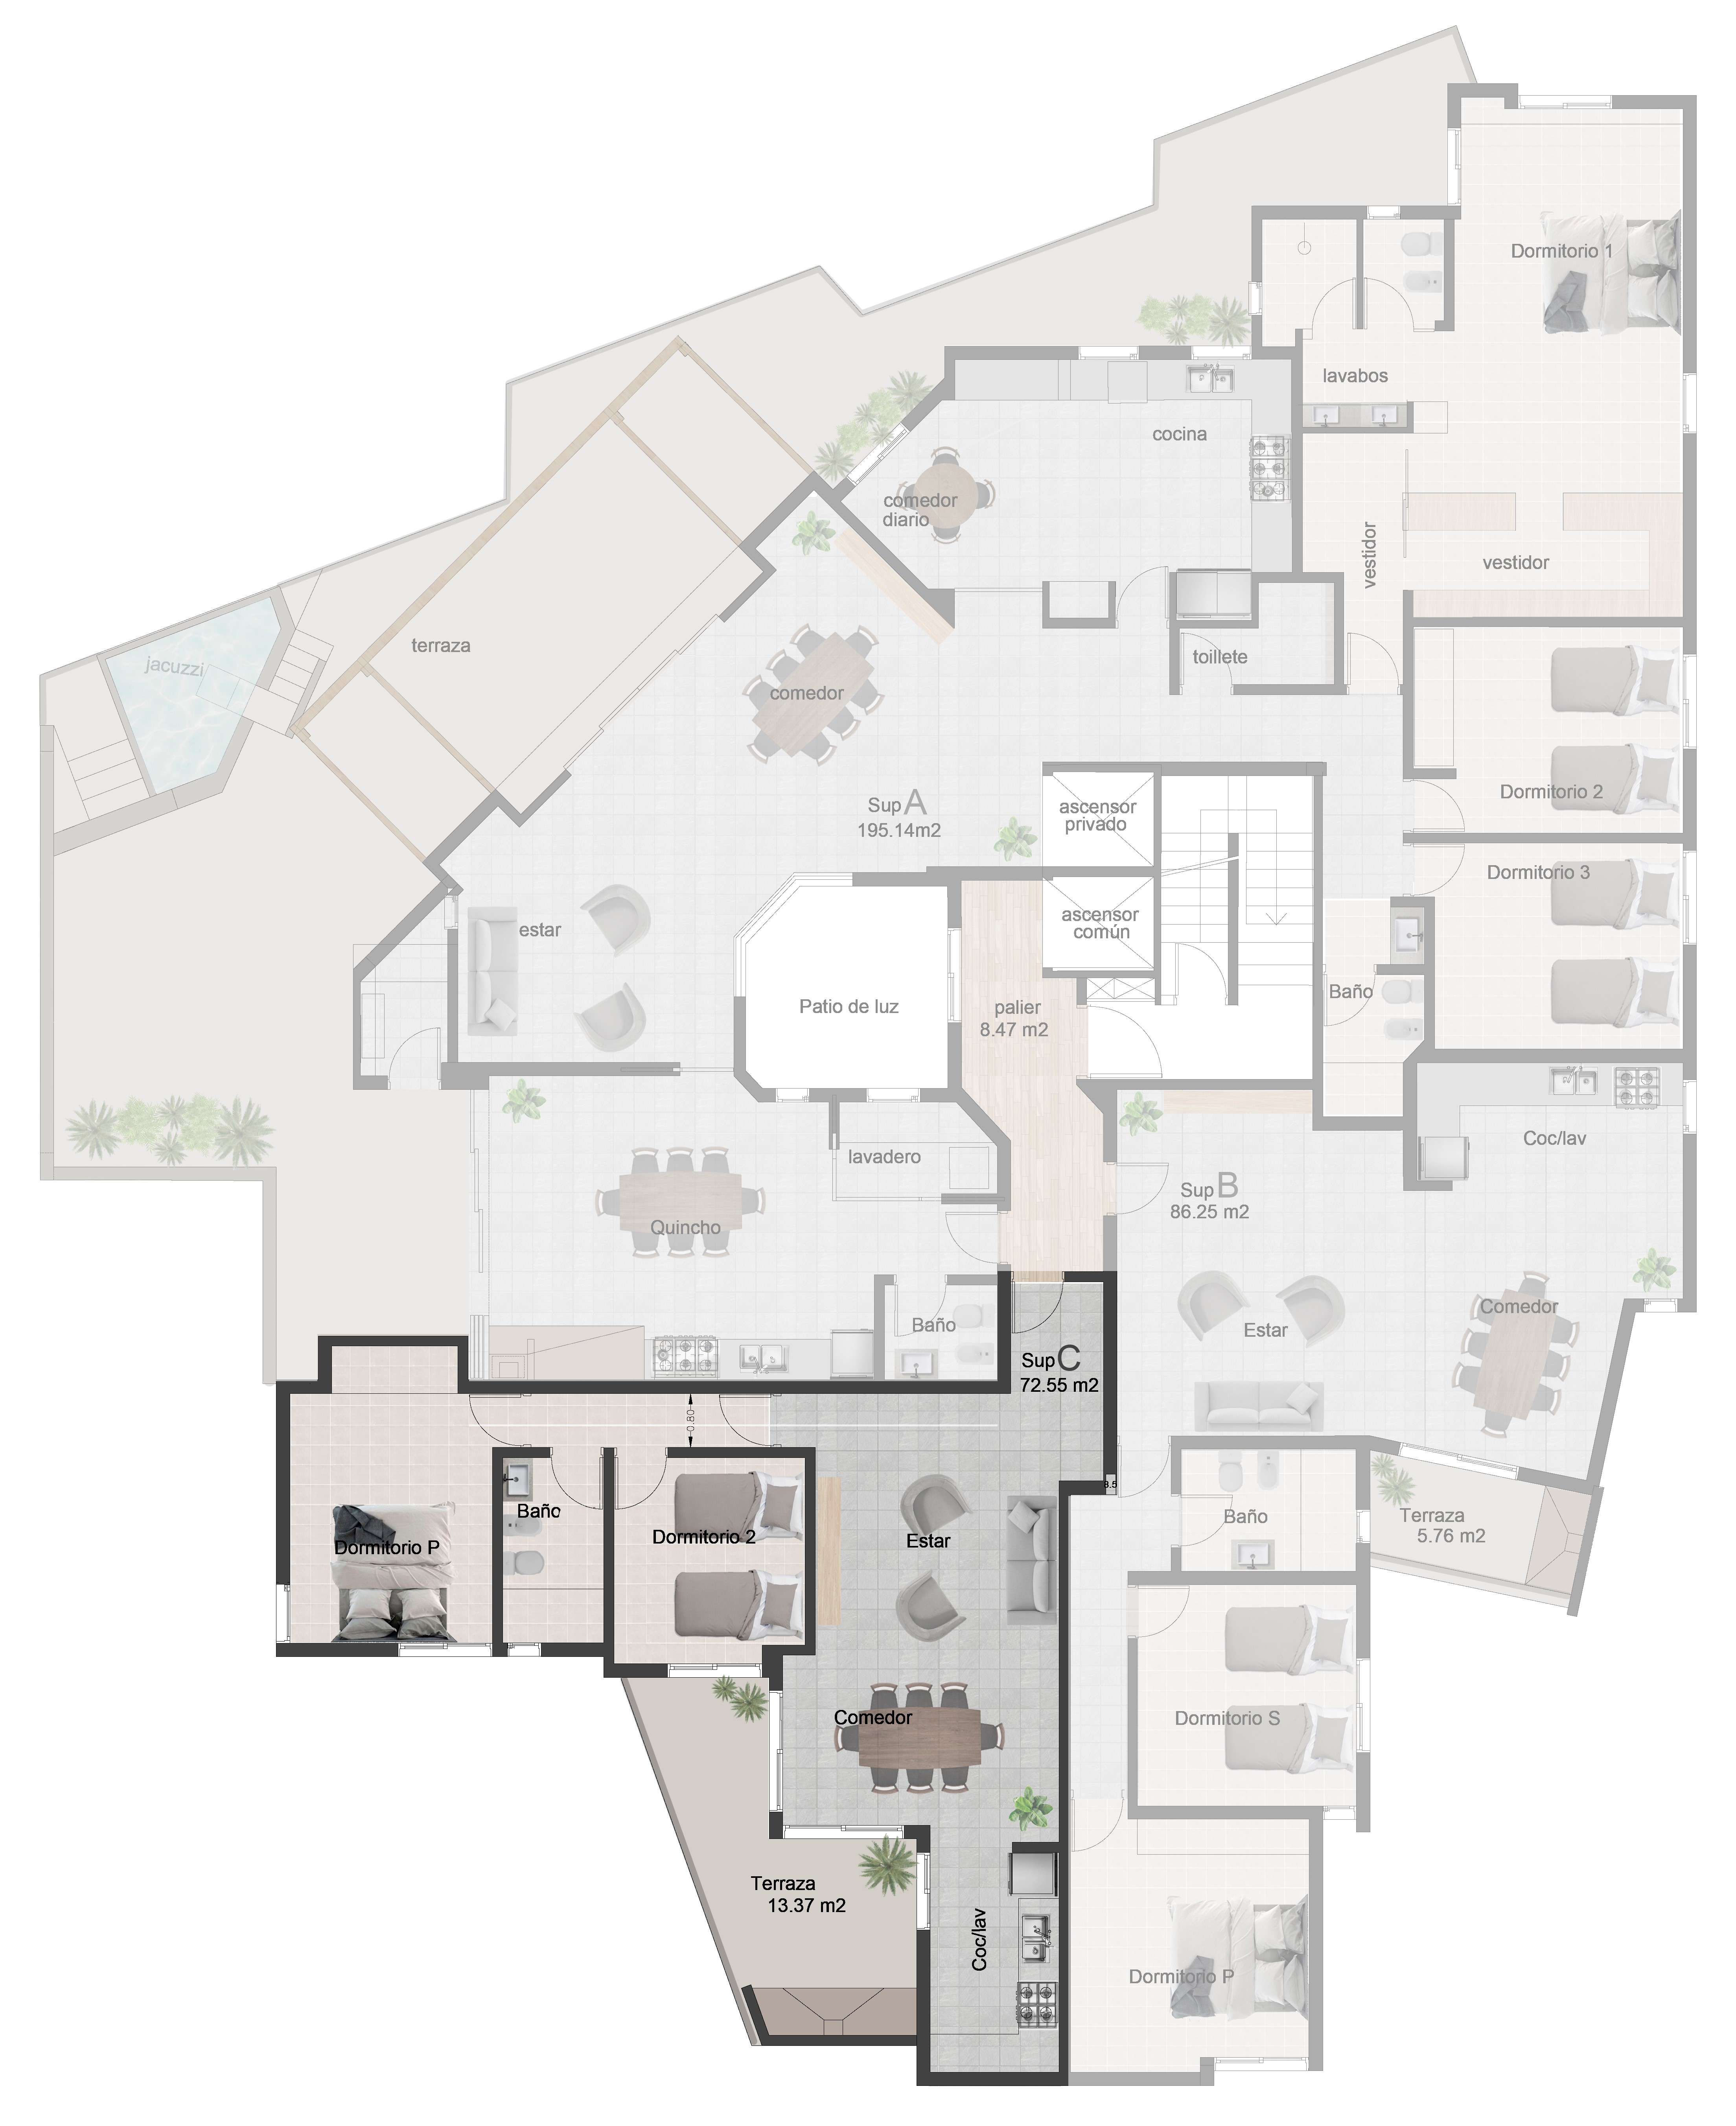 Dormitorio 1
lavabos
cocina
comedor
diario
vestidor
vestidor
terraza
jacuzzi
toillete
comedor
Dormitorio 2
Sup A
195.14m2
ascensor
privado
Dormitorio 3
estar
ascensor
común
Baño
Patio de luz
palier
8.47 m2
Coc/lav
lavadero
Sup B
86.25 m2
Quincho
Comedor
Baño
Estar
Sup C
72.55 m2
0.80
Baño
Dormitorio P
Dormitorio 2
Estar
8.5
Baño
Terraza
5.76 m2
Comedor
Dormitorio S
Terraza
13.37 m2
Coc/lav
Dormitorio P